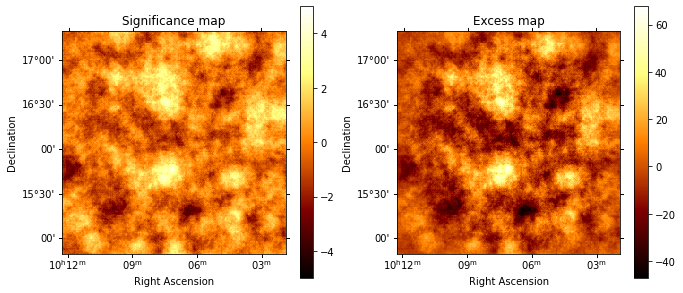 Significance map
Declination
17°00'
16°30'
00'
15°30'
00'
10ʰ12ᵐ
09ᵐ
06ᵐ
03ᵐ
Right Ascension
4
2
0
−2
−4
Excess map
Declination
17°00'
16°30'
00'
15°30'
00'
10ʰ12ᵐ
09ᵐ
06ᵐ
03ᵐ
Right Ascension
60
40
20
0
−20
−40